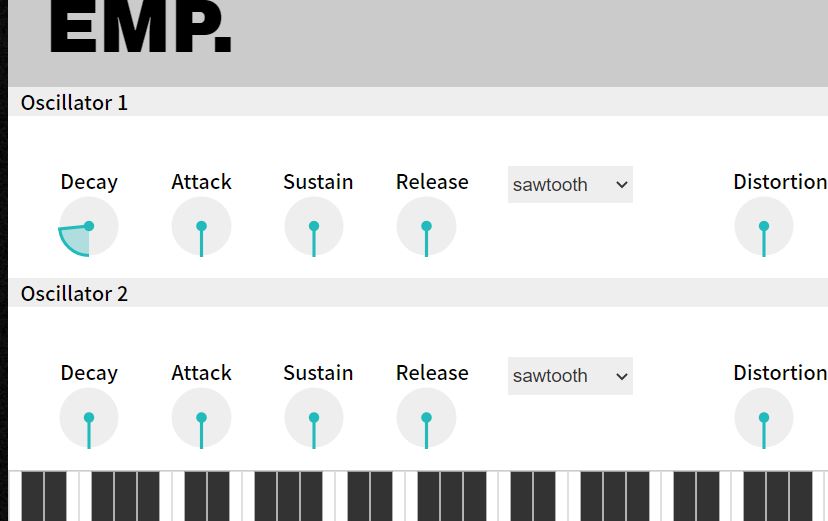 EMP.
Oscillator 1
Decay Attack Sustain Release sawtooth Distortion
Oscillator 2
Decay Attack Sustain Release sawtooth Distortion